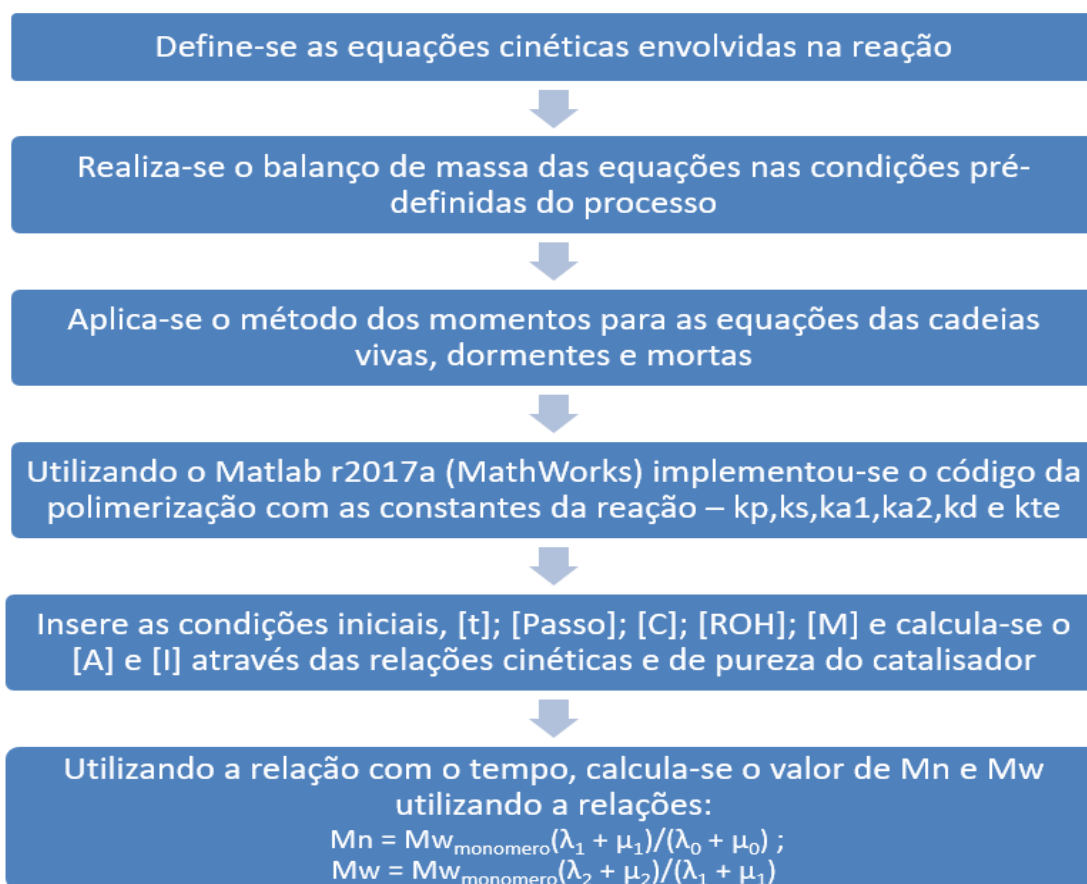 Define-se as equações cinéticas envolvidas na reação
Realiza-se o balanço de massa das equações nas condições pré-
definidas do processo
Aplica-se o método dos momentos para as equações das cadeias
vivas, dormentes e mortas
Utilizando o Matlab r2017a (MathWorks) implementou-se o código da
polimerização com as constantes da reação – kp,ks,ka1,ka2,kd e kte
Insere as condições iniciais, [t]; [Passo]; [C]; [ROH]; [M] e calcula-se o
[A] e [I] através das relações cinéticas e de pureza do catalisador
Utilizando a relação com o tempo, calcula-se o valor de Mn e Mw
utilizando a relações:
Mn = Mw_monomero(λ₁ + μ₁)/(λ₀ + μ₀) ;
Mw = Mw_monomero(λ₂ + μ₂)/(λ₁ + μ₁)